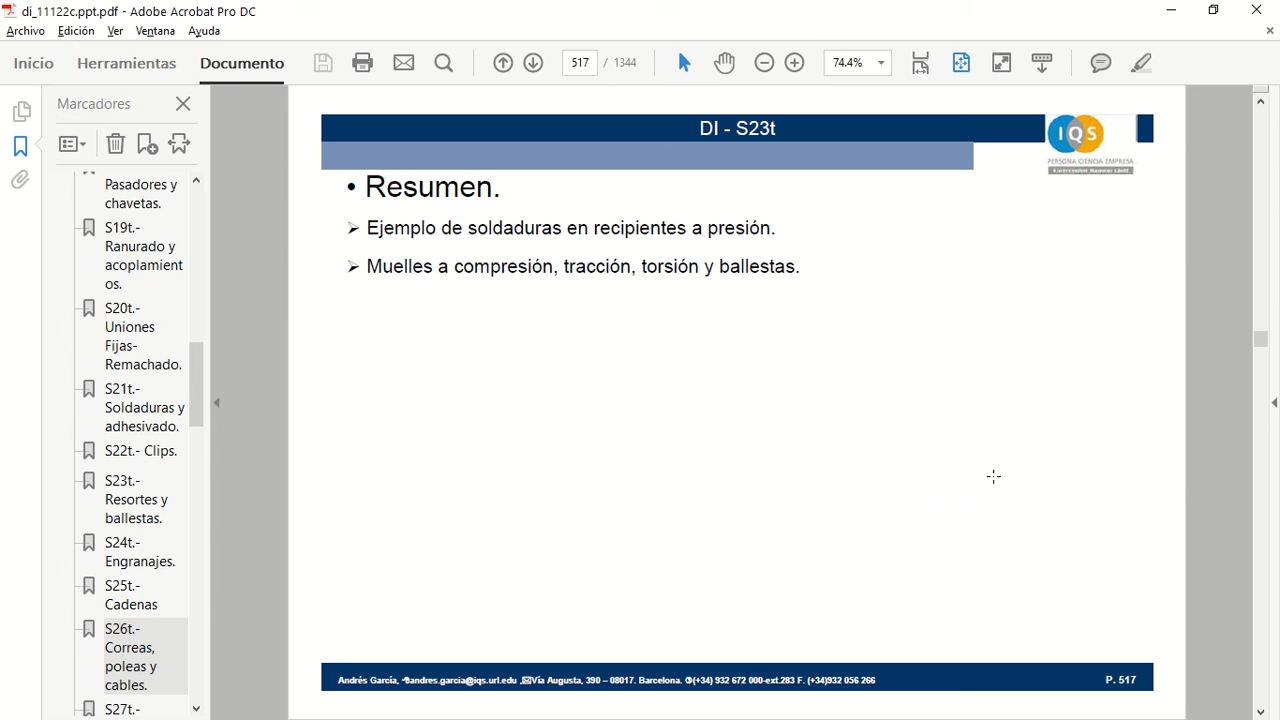 di_11122c.ppt.pdf - Adobe Acrobat Pro DC
Archivo Edición Ver Ventana Ayuda
Inicio Herramientas Documento 517 / 1344 74.4%
Marcadores
Pasadores y
chavetas.
S19t.-
Ranurado y
acoplamient
os.
S20t.-
Uniones
Fijas-
Remachado.
S21t.-
Soldaduras y
adhesivado.
S22t.- Clips.
S23t.-
Resortes y
ballestas.
S24t.-
Engranajes.
S25t.-
Cadenas
S26t.-
Correas,
poleas y
cables.
S27t.-
DI - S23t
IQS
PERSONA CIENCIA EMPRESA
• Resumen.
➢ Ejemplo de soldaduras en recipientes a presión.
➢ Muelles a compresión, tracción, torsión y ballestas.
Andrés García, andres.garcia@iqs.url.edu ,Vía Augusta, 390 – 08017. Barcelona. (+34) 932 672 000-ext.283 F. (+34)932 056 266
P. 517